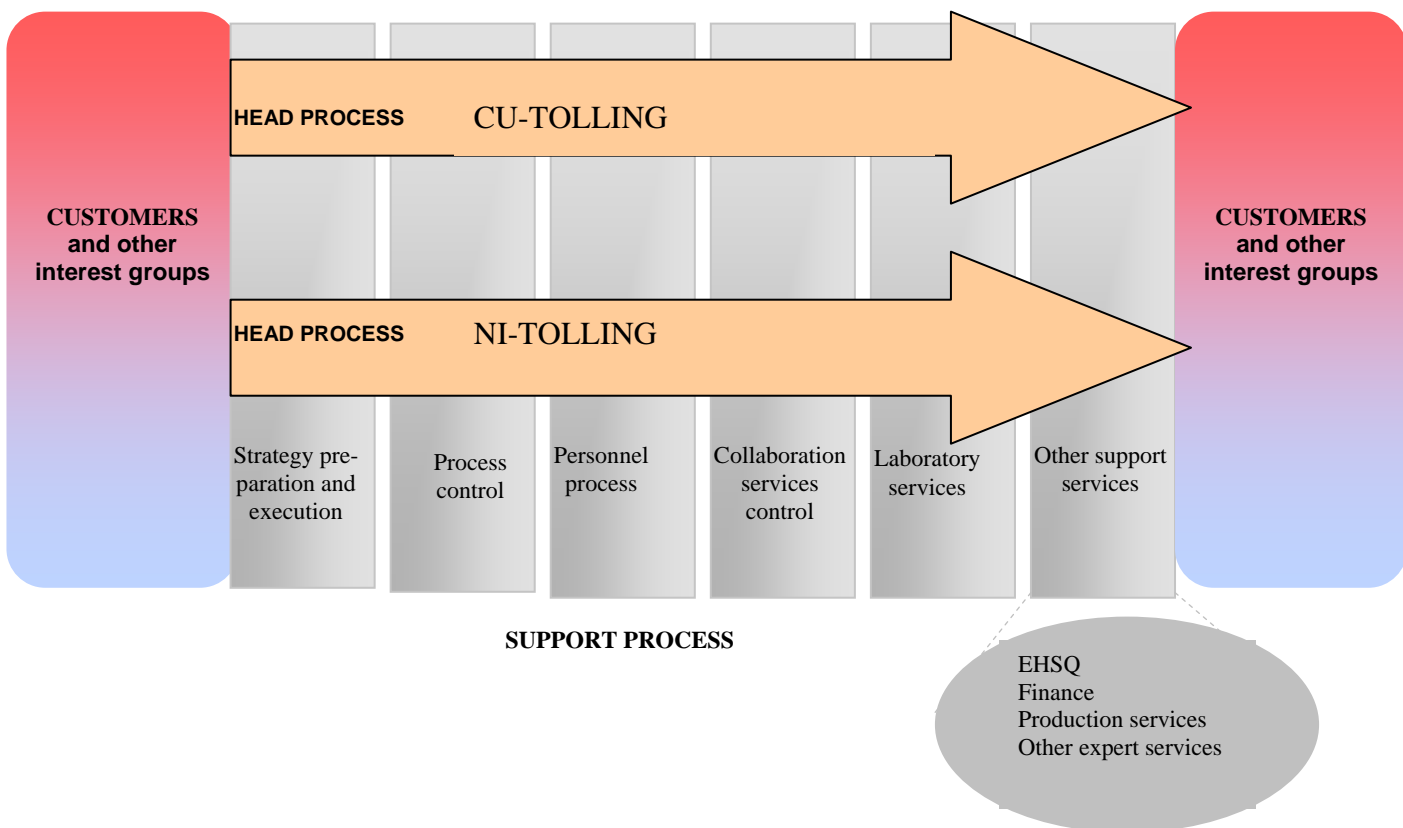 HEAD PROCESS CU-TOLLING
CUSTOMERS
and other
interest groups
CUSTOMERS
and other
interest groups
HEAD PROCESS NI-TOLLING
Strategy pre-
paration and
execution
Process
control
Personnel
process
Collaboration
services
control
Laboratory
services
Other support
services
SUPPORT PROCESS
EHSQ
Finance
Production services
Other expert services